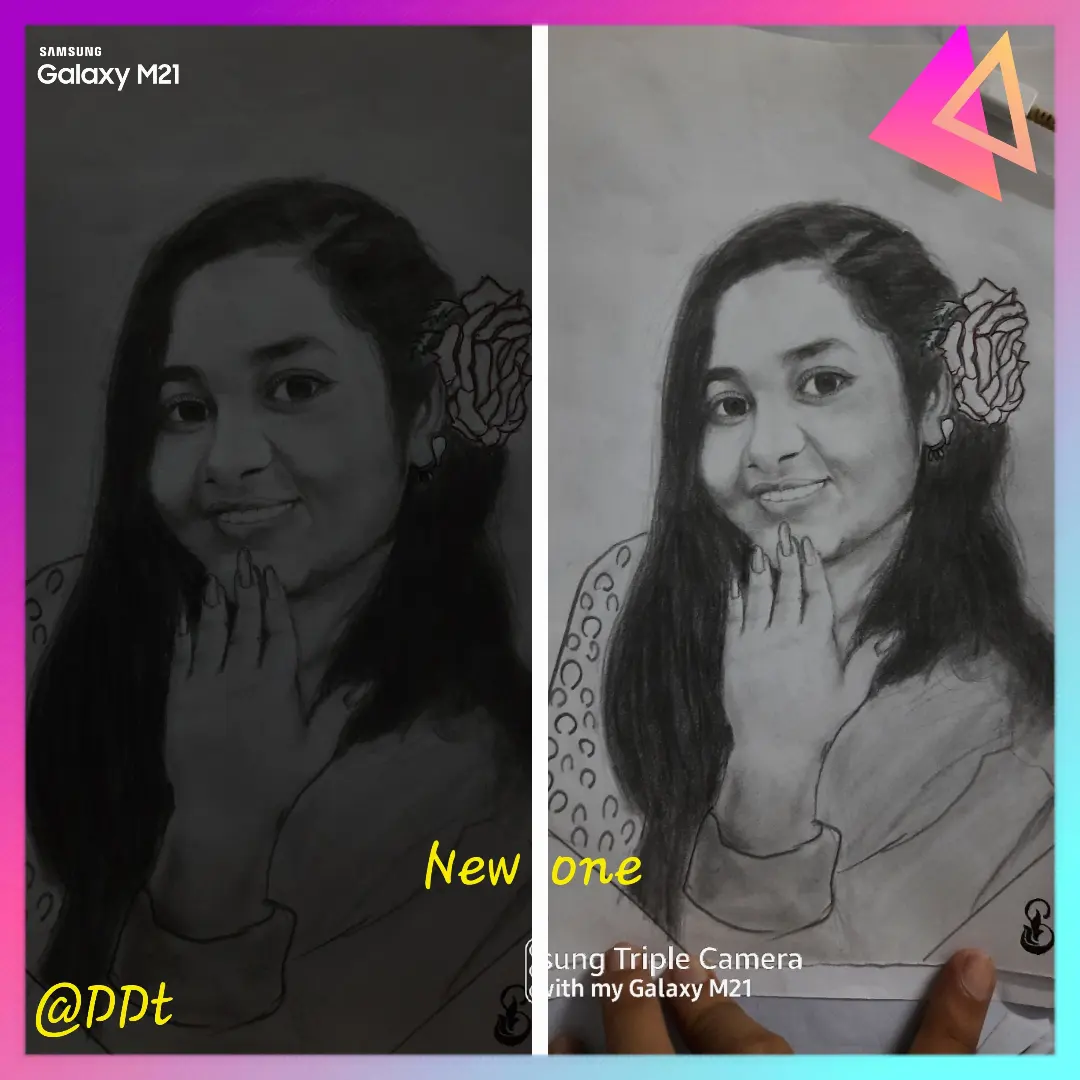 SAMSUNG
Galaxy M21
New one
sung Triple Camera
with my Galaxy M21
@DDt